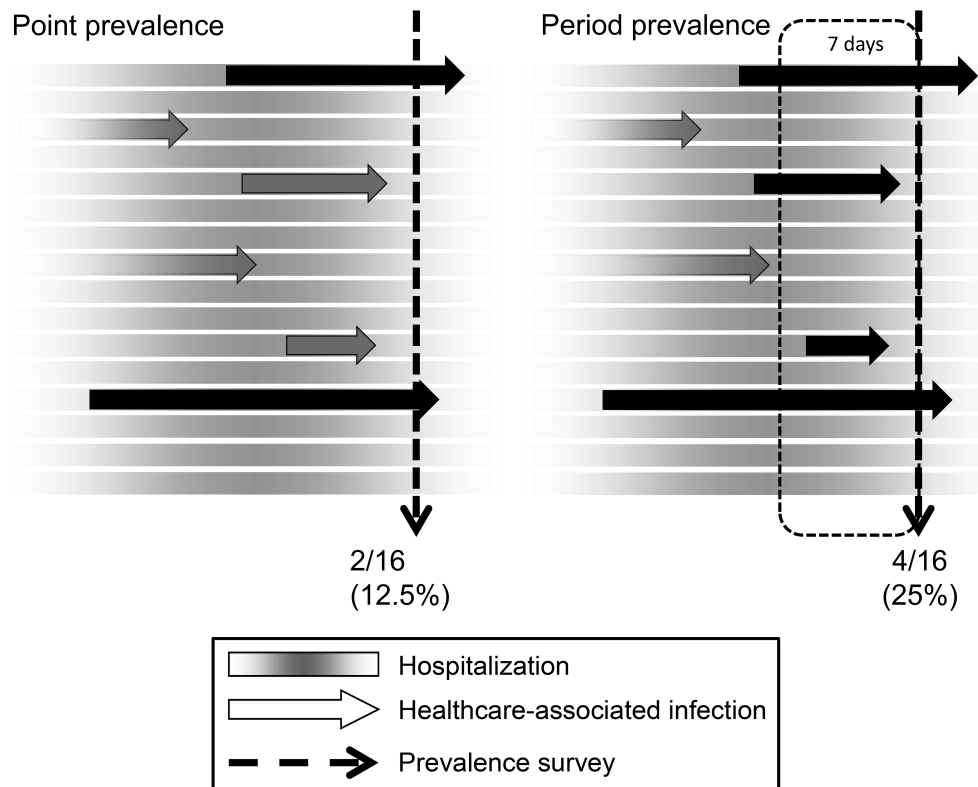 Point prevalence
Period prevalence
7 days
2/16
(12.5%)
4/16
(25%)
Hospitalization
Healthcare-associated infection
Prevalence survey